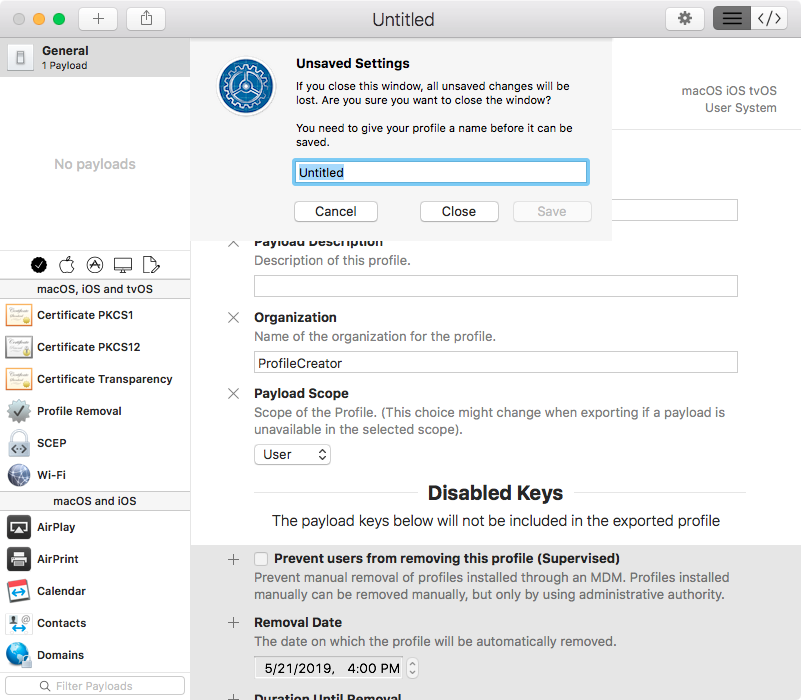 Untitled
General
1 Payload
No payloads
macOS, iOS and tvOS
Certificate PKCS1
Certificate PKCS12
Certificate Transparency
Profile Removal
SCEP
Wi-Fi
macOS and iOS
AirPlay
AirPrint
Calendar
Contacts
Domains
Filter Payloads
Unsaved Settings
If you close this window, all unsaved changes will be
lost. Are you sure you want to close the window?
You need to give your profile a name before it can be
saved.
Untitled
Cancel
Close
Save
macOS iOS tvOS
User System
Payload Description
Description of this profile.
Organization
Name of the organization for the profile.
ProfileCreator
Payload Scope
Scope of the Profile. (This choice might change when exporting if a payload is
unavailable in the selected scope).
User
Disabled Keys
The payload keys below will not be included in the exported profile
Prevent users from removing this profile (Supervised)
Prevent manual removal of profiles installed through an MDM. Profiles installed
manually can be removed manually, but only by using administrative authority.
Removal Date
The date on which the profile will be automatically removed.
5/21/2019, 4:00 PM
Duration Until Removal